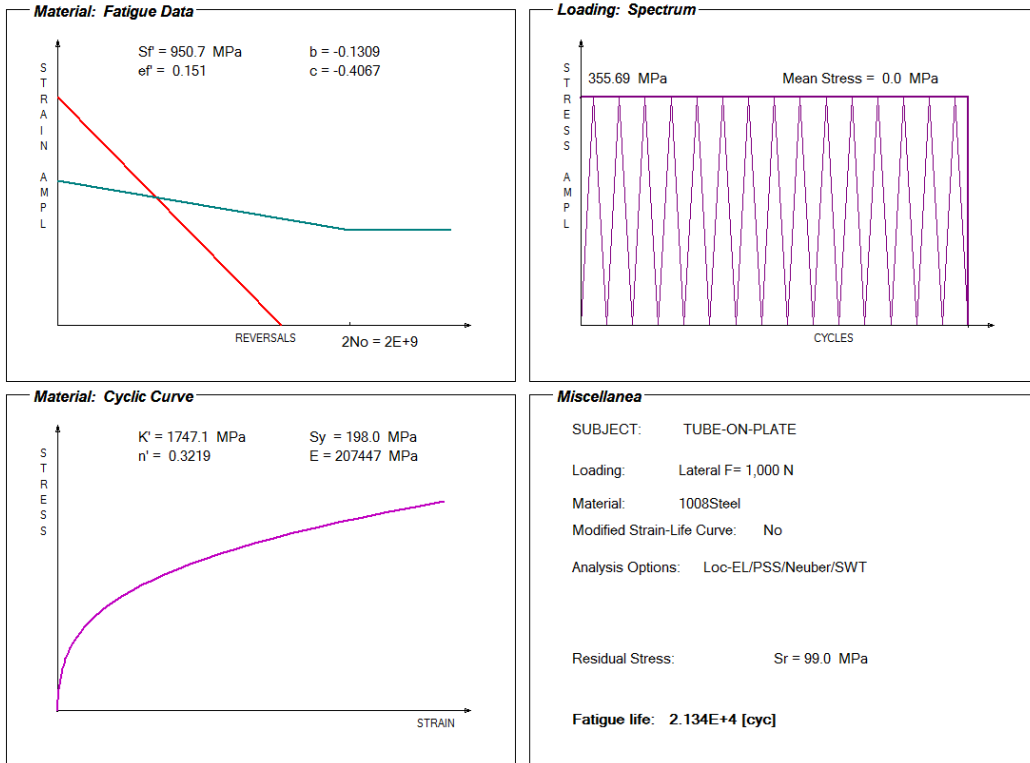 Material: Fatigue Data
Sf' = 950.7 MPa b = -0.1309
ef' = 0.151 c = -0.4067
STRAIN AMPL
REVERSALS
2No = 2E+9
Loading: Spectrum
355.69 MPa Mean Stress = 0.0 MPa
STRESS AMPL
CYCLES
Material: Cyclic Curve
K' = 1747.1 MPa Sy = 198.0 MPa
n' = 0.3219 E = 207447 MPa
STRESS
STRAIN
Miscellanea
SUBJECT: TUBE-ON-PLATE
Loading: Lateral F= 1,000 N
Material: 1008Steel
Modified Strain-Life Curve: No
Analysis Options: Loc-EL/PSS/Neuber/SWT
Residual Stress: Sr = 99.0 MPa
Fatigue life: 2.134E+4 [cyc]